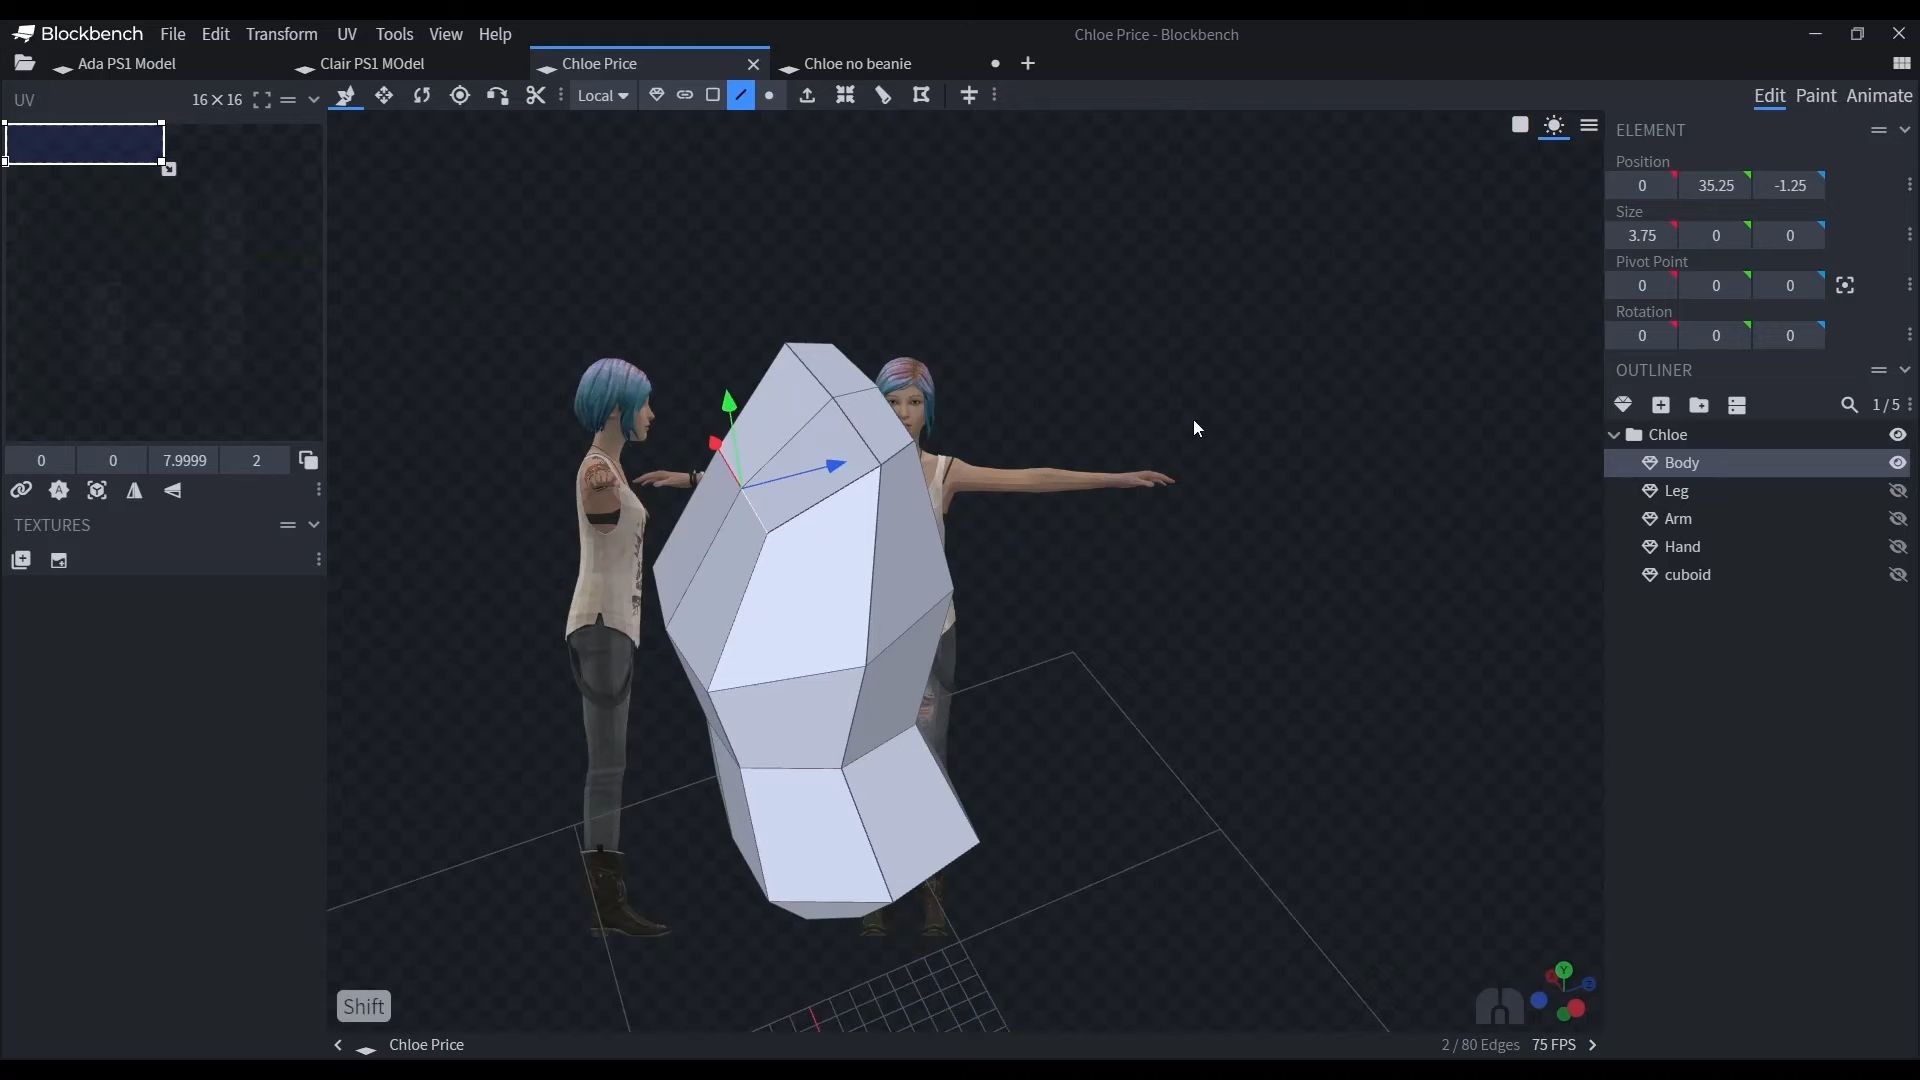 Blockbench File Edit Transform UV Tools View Help
Chloe Price - Blockbench
Ada PS1 Model
Clair PS1 MOdel
Chloe Price
Chloe no beanie
UV
16×16
Local
Edit Paint Animate
ELEMENT
Position
0 35.25 -1.25
Size
3.75 0 0
Pivot Point
0 0 0
Rotation
0 0 0
OUTLINER
1/5
Chloe
Body
Leg
Arm
Hand
cuboid
0 0 7.9999 2
TEXTURES
Shift
Y
Z
Chloe Price
2 / 80 Edges 75 FPS